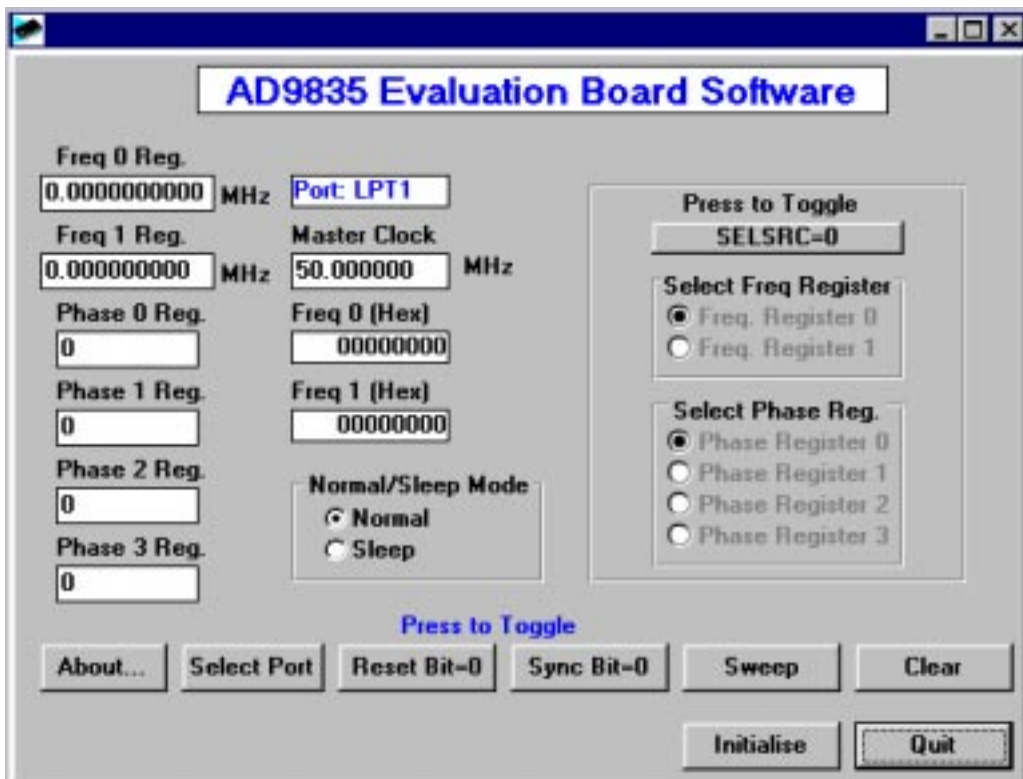 AD9835 Evaluation Board Software
Freq 0 Reg.
0.0000000000 MHz
Port: LPT1
Freq 1 Reg.
0.000000000 MHz
Master Clock
50.000000 MHz
Phase 0 Reg.
0
Freq 0 (Hex)
00000000
Phase 1 Reg.
0
Freq 1 (Hex)
00000000
Phase 2 Reg.
0
Phase 3 Reg.
0
Normal/Sleep Mode
Normal
Sleep
Press to Toggle
SELSRC=0
Select Freq Register
Freq. Register 0
Freq. Register 1
Select Phase Reg.
Phase Register 0
Phase Register 1
Phase Register 2
Phase Register 3
Press to Toggle
About...
Select Port
Reset Bit=0
Sync Bit=0
Sweep
Clear
Initialise
Quit